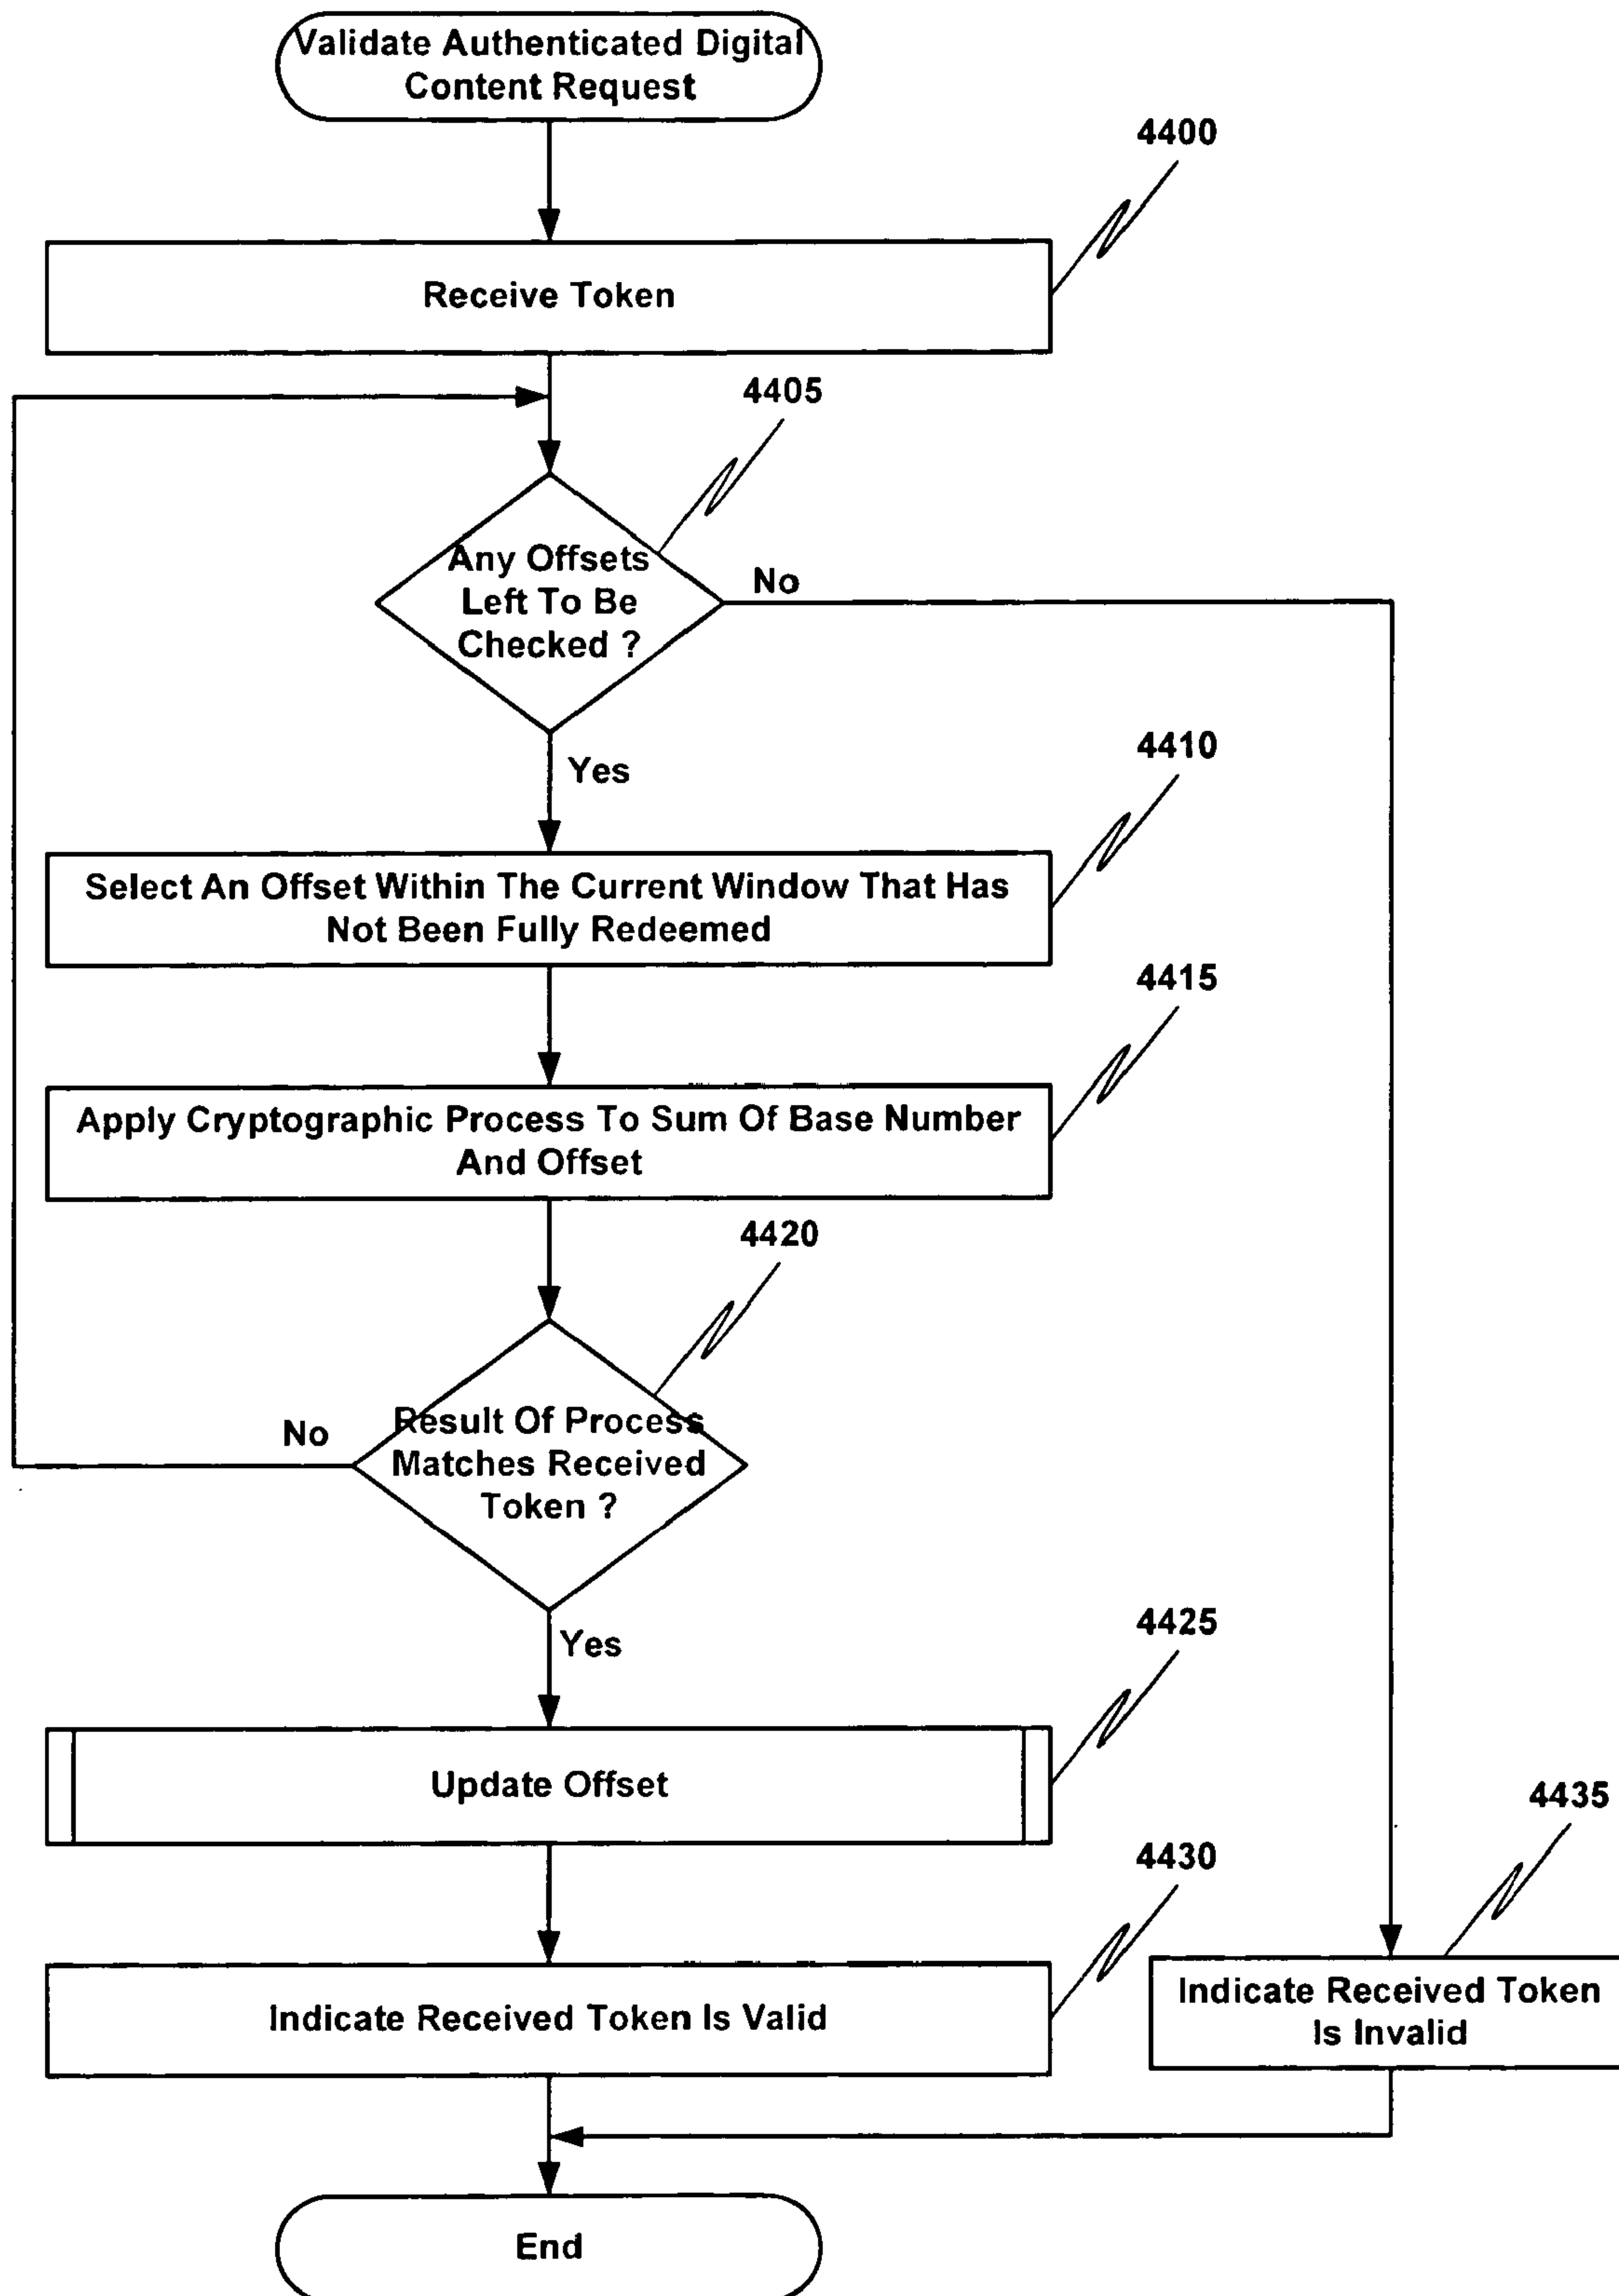 Validate Authenticated Digital
Content Request
4400
Receive Token
4405
Any Offsets
Left To Be
Checked ?
No
Yes
4410
Select An Offset Within The Current Window That Has
Not Been Fully Redeemed
4415
Apply Cryptographic Process To Sum Of Base Number
And Offset
4420
No
Result Of Process
Matches Received
Token ?
Yes
4425
Update Offset
4435
4430
Indicate Received Token Is Valid
Indicate Received Token
Is Invalid
End